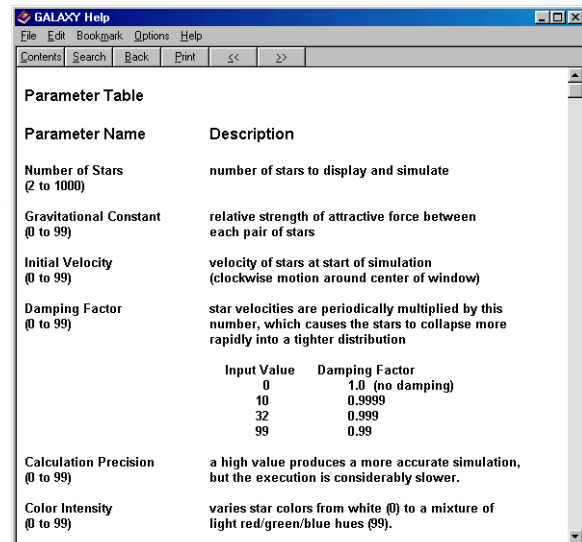 GALAXY Help
File Edit Bookmark Options Help
Contents Search Back Print << >>
Parameter Table
Parameter Name Description
Number of Stars number of stars to display and simulate
(2 to 1000)
Gravitational Constant relative strength of attractive force between
(0 to 99) each pair of stars
Initial Velocity velocity of stars at start of simulation
(0 to 99) (clockwise motion around center of window)
Damping Factor star velocities are periodically multiplied by this
(0 to 99) number, which causes the stars to collapse more
rapidly into a tighter distribution
Input Value Damping Factor
0 1.0 (no damping)
10 0.9999
32 0.999
99 0.99
Calculation Precision a high value produces a more accurate simulation,
(0 to 99) but the execution is considerably slower.
Color Intensity varies star colors from white (0) to a mixture of
(0 to 99) light red/green/blue hues (99).